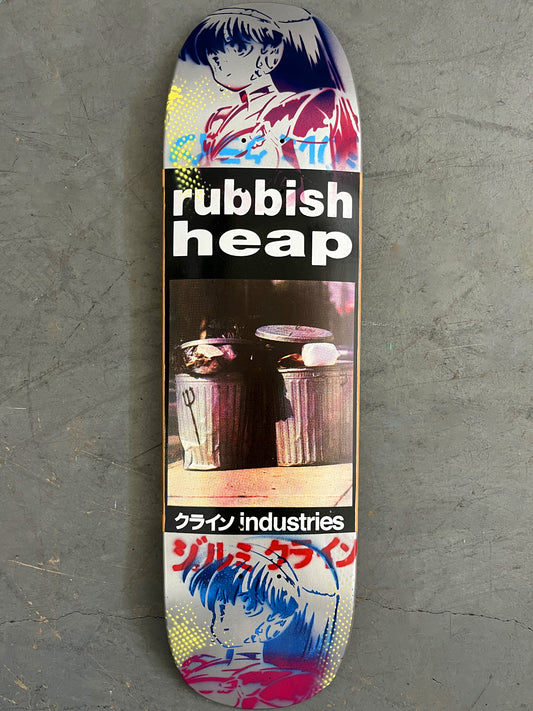 rubbish
heap
クライン industries
ジルミ クライン